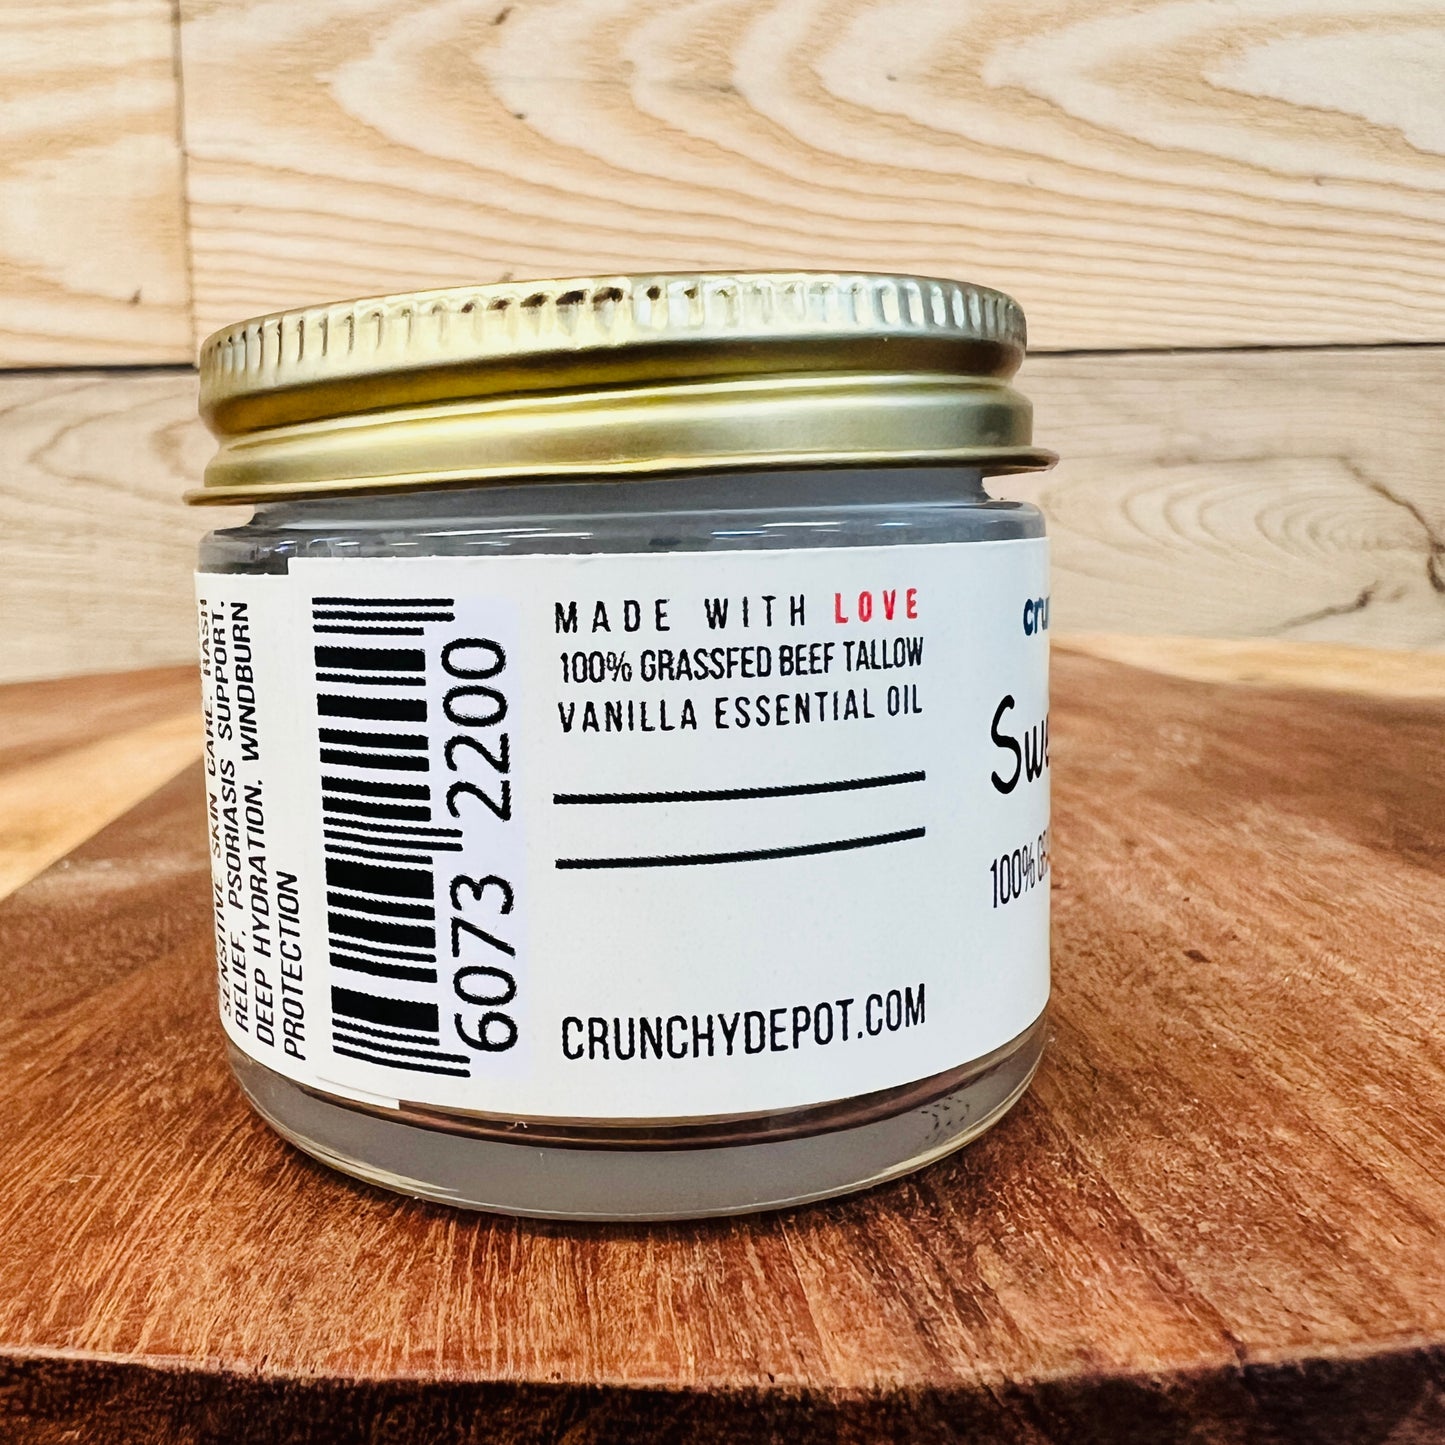 SENSITIVE SKIN CARE. RASH
RELIEF. PSORIASIS SUPPORT.
DEEP HYDRATION. WINDBURN
PROTECTION
6073 2200
MADE WITH LOVE
100% GRASSFED BEEF TALLOW
VANILLA ESSENTIAL OIL
CRUNCHYDEPOT.COM
100%